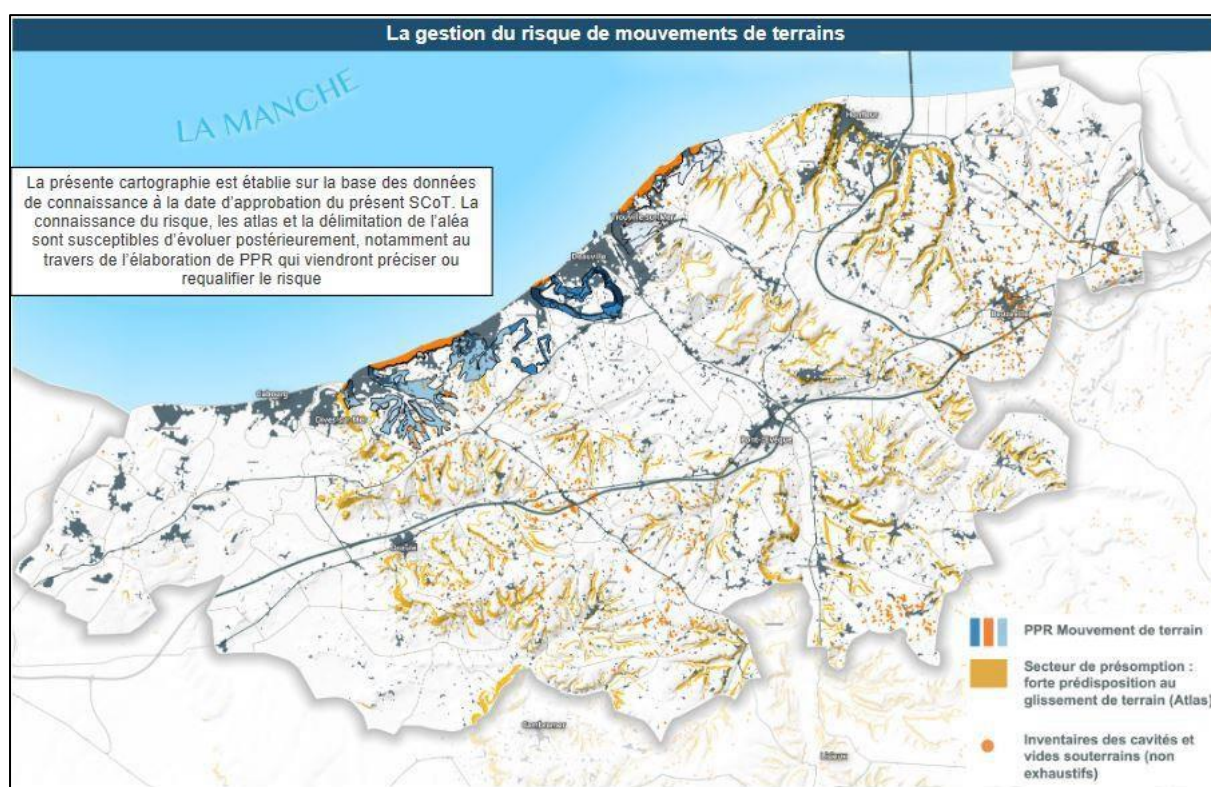 La gestion du risque de mouvements de terrains
LA MANCHE
La présente cartographie est établie sur la base des données
de connaissance à la date d'approbation du présent SCoT. La
connaissance du risque, les atlas et la délimitation de l'aléa
sont susceptibles d'évoluer postérieurement, notamment au
travers de l'élaboration de PPR qui viendront préciser ou
requalifier le risque
Honfleur
Trouville-sur-Mer
Deauville
Beuzeville
Cabourg
Dives-sur-Mer
Pont-l'Évêque
Dozulé
Cambremer
Lisieux
PPR Mouvement de terrain
Secteur de présomption :
forte prédisposition au
glissement de terrain (Atlas)
Inventaires des cavités et
vides souterrains (non
exhaustifs)